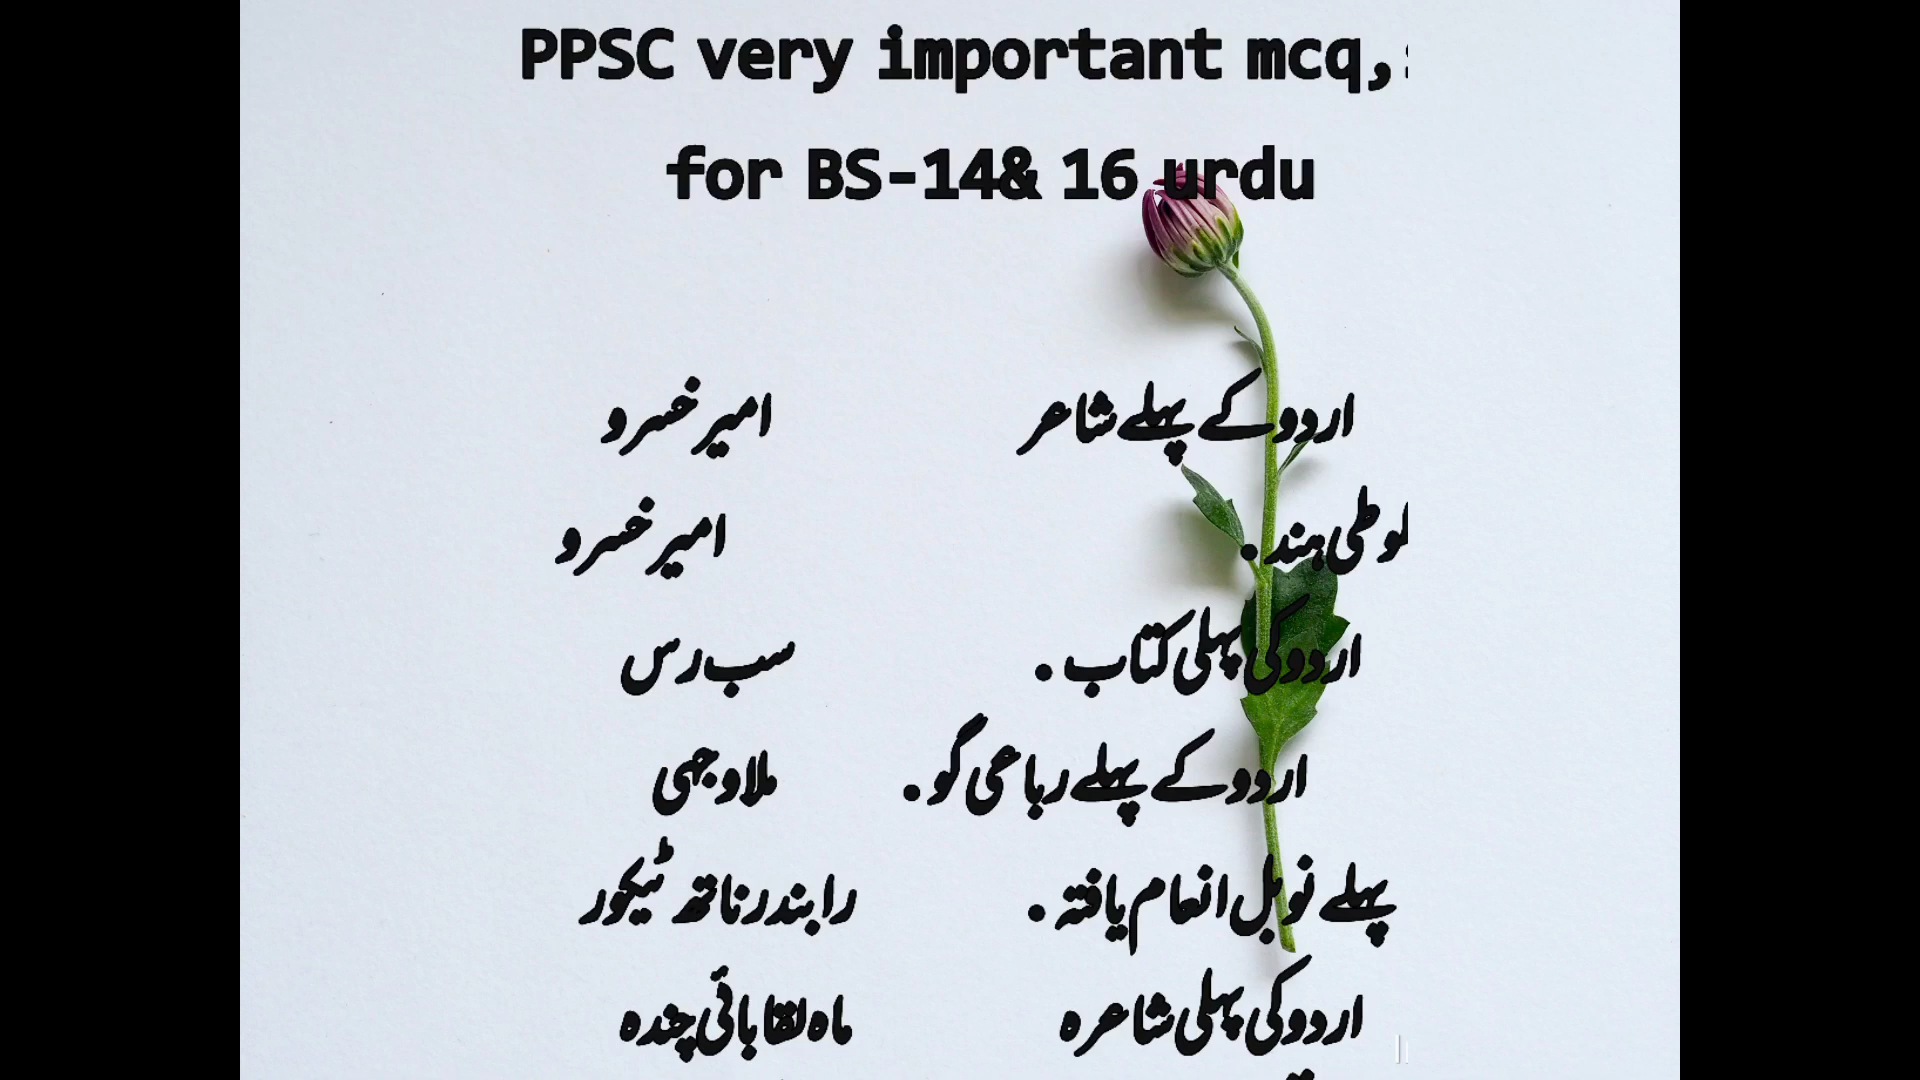 PPSC very important mcq,s
for BS-14& 16 urdu
اردو کے پہلے شاعر امیر خسرو
طوطی ہند . امیر خسرو
اردو کی پہلی کتاب . سب رس
اردو کے پہلے رباعی گو . ملا وجہی
پہلے نوبل انعام یافتہ . رابندر ناتھ ٹیگور
اردو کی پہلی شاعرہ ماہ لقا بائی چندہ